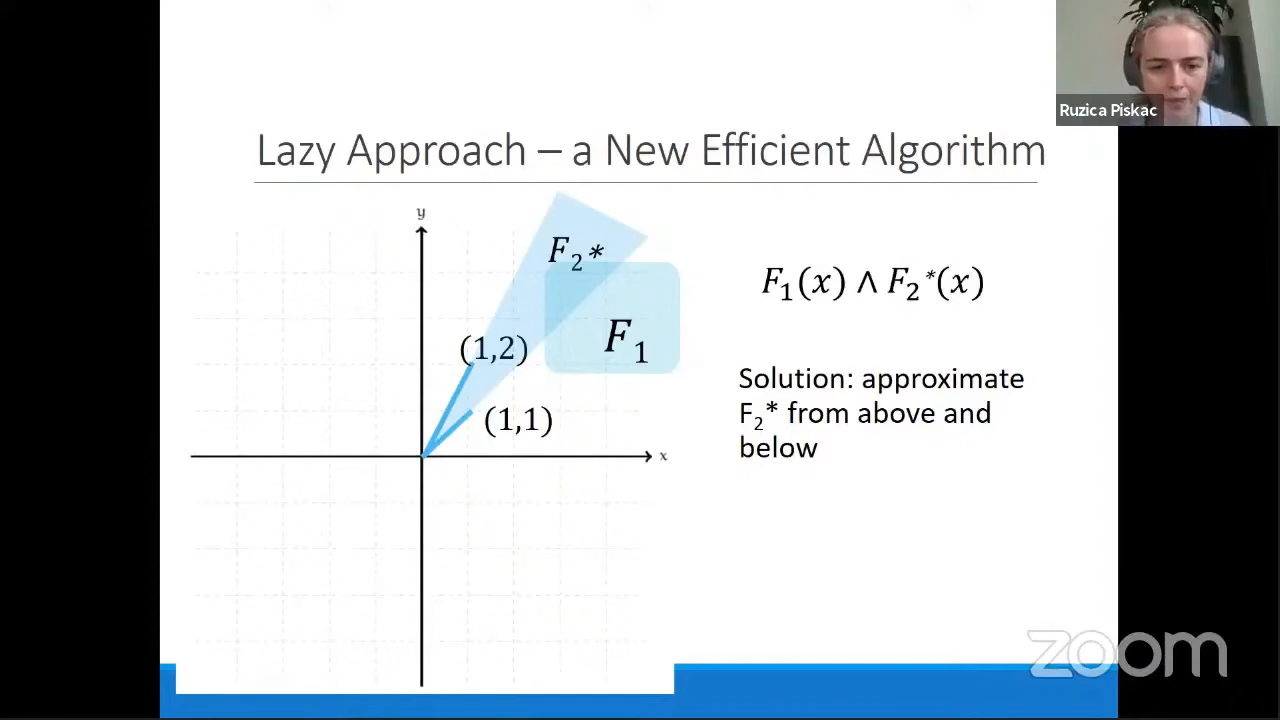 Ruzica Piskac
Lazy Approach – a New Efficient Algorithm
y
F₂*
F₁(x) ∧ F₂*(x)
F₁
(1,2)
Solution: approximate
F₂* from above and
below
(1,1)
x
zoom